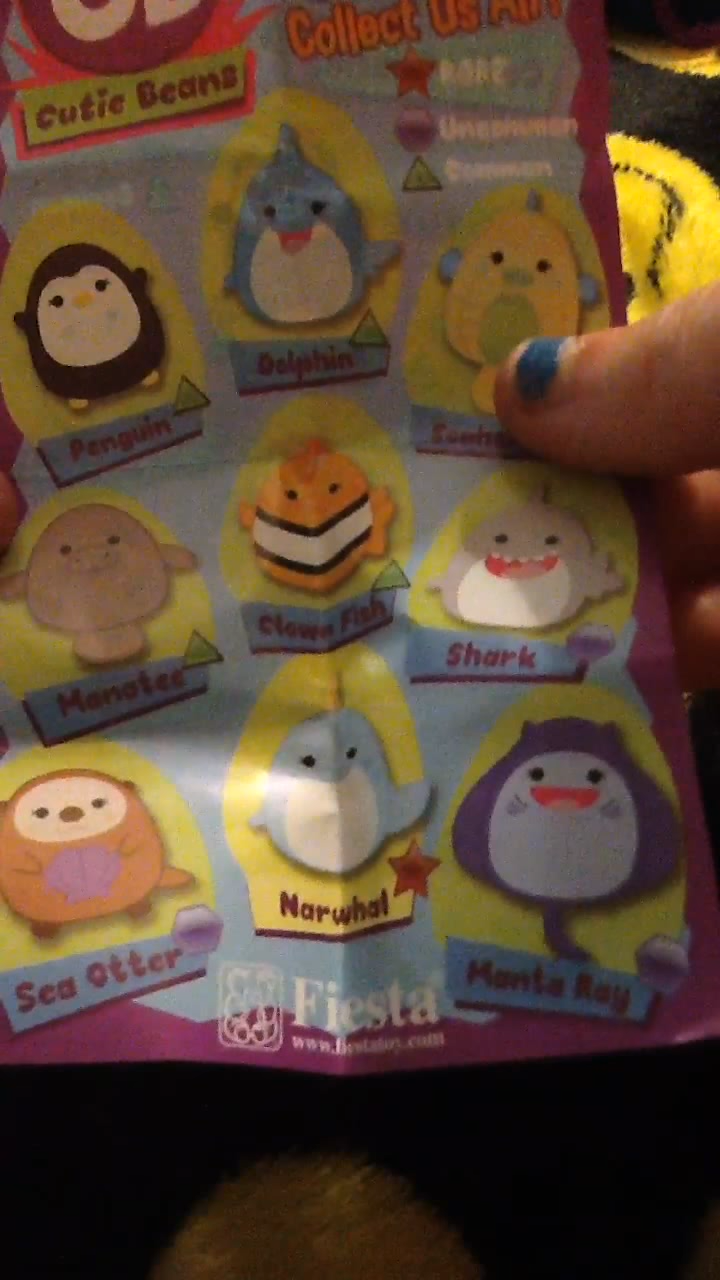 Collect Us All!
Cutie Beans
Rare
Uncommon
Common
Dolphin
Penguin
Clown Fish
Shark
Manatee
Narwhal
Sea Otter
Manta Ray
Fiesta
www.fiestatoy.com